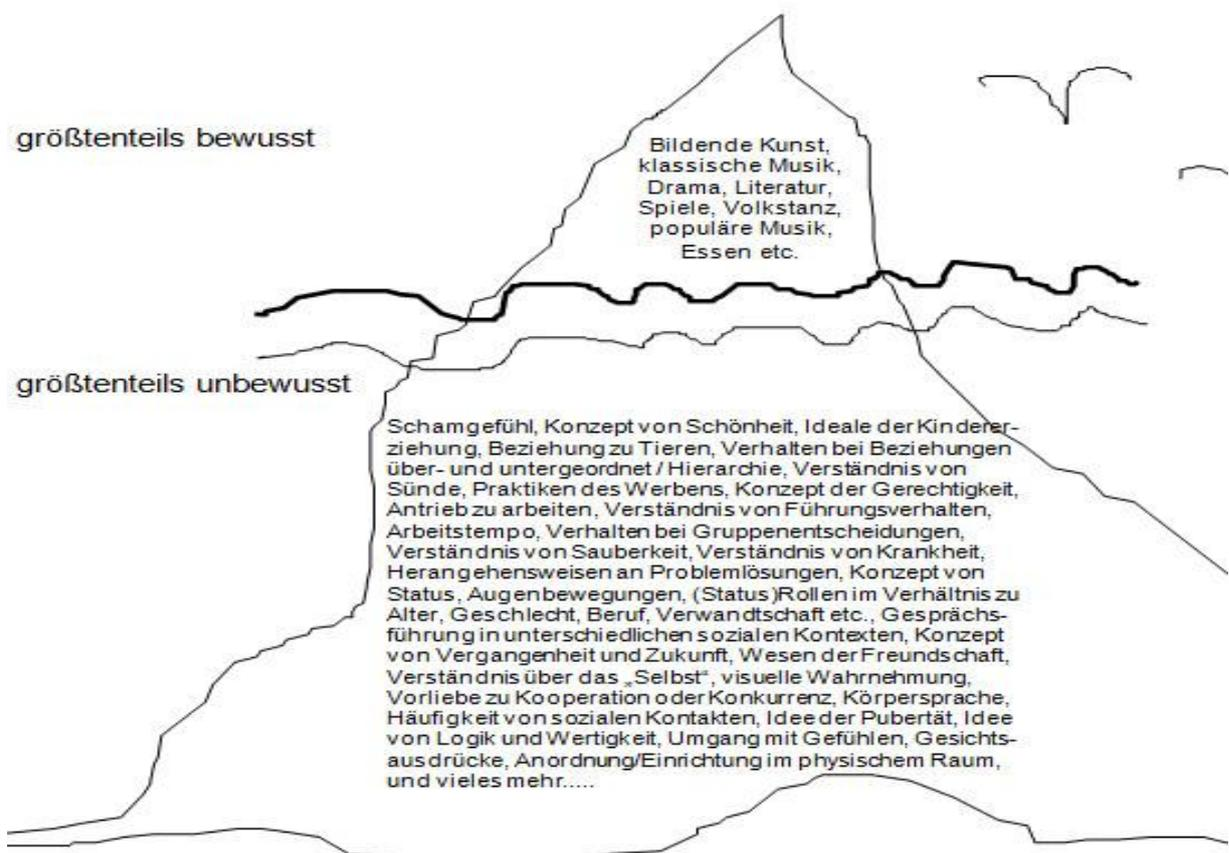 größtenteils bewusst
Bildende Kunst,
klassische Musik,
Drama, Literatur,
Spiele, Volkstanz,
populäre Musik,
Essen etc.
größtenteils unbewusst
Schamgefühl, Konzept von Schönheit, Ideale der Kinderer-
ziehung, Beziehung zu Tieren, Verhalten bei Beziehungen
über- und untergeordnet / Hierarchie, Verständnis von
Sünde, Praktiken des Werbens, Konzept der Gerechtigkeit,
Antrieb zu arbeiten, Verständnis von Führungsverhalten,
Arbeitstempo, Verhalten bei Gruppenentscheidungen,
Verständnis von Sauberkeit, Verständnis von Krankheit,
Herangehensweisen an Problemlösungen, Konzept von
Status, Augenbewegungen, (Status)Rollen im Verhältnis zu
Alter, Geschlecht, Beruf, Verwandtschaft etc., Gesprächs-
führung in unterschiedlichen sozialen Kontexten, Konzept
von Vergangenheit und Zukunft, Wesen der Freundschaft,
Verständnis über das „Selbst“, visuelle Wahrnehmung,
Vorliebe zu Kooperation oder Konkurrenz, Körpersprache,
Häufigkeit von sozialen Kontakten, Idee der Pubertät, Idee
von Logik und Wertigkeit, Umgang mit Gefühlen, Gesichts-
ausdrücke, Anordnung/Einrichtung im physischem Raum,
und vieles mehr.....